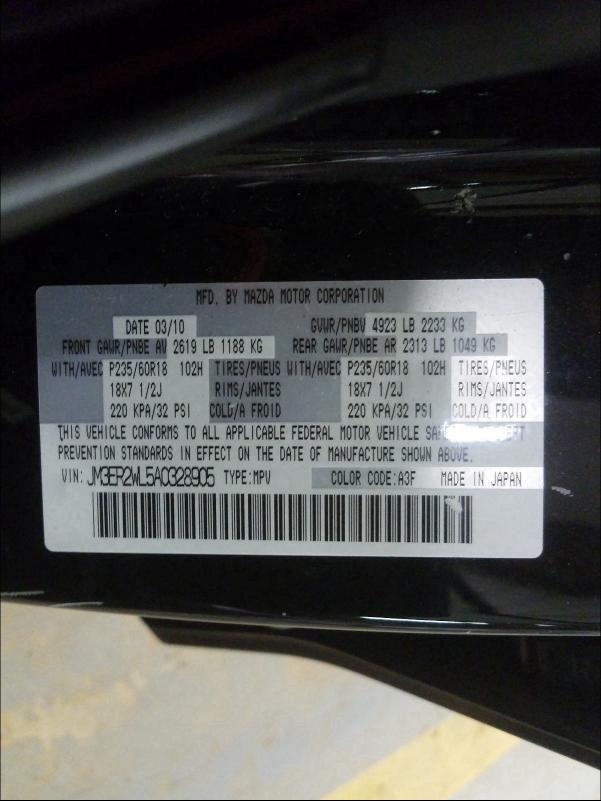 MFD. BY MAZDA MOTOR CORPORATION
DATE 03/10 GVWR/PNBV 4923 LB 2233 KG
FRONT GAWR/PNBE AV 2619 LB 1188 KG REAR GAWR/PNBE AR 2313 LB 1049 KG
WITH/AVEC P235/60R18 102H TIRES/PNEUS WITH/AVEC P235/60R18 102H TIRES/PNEUS
18X7 1/2J RIMS/JANTES 18X7 1/2J RIMS/JANTES
220 KPA/32 PSI COLD/A FROID 220 KPA/32 PSI COLD/A FROID
THIS VEHICLE CONFORMS TO ALL APPLICABLE FEDERAL MOTOR VEHICLE
PREVENTION STANDARDS IN EFFECT ON THE DATE OF MANUFACTURE SHOWN ABOVE.
VIN: JM3ER2WL5A0328905 TYPE:MPV COLOR CODE:A3F MADE IN JAPAN